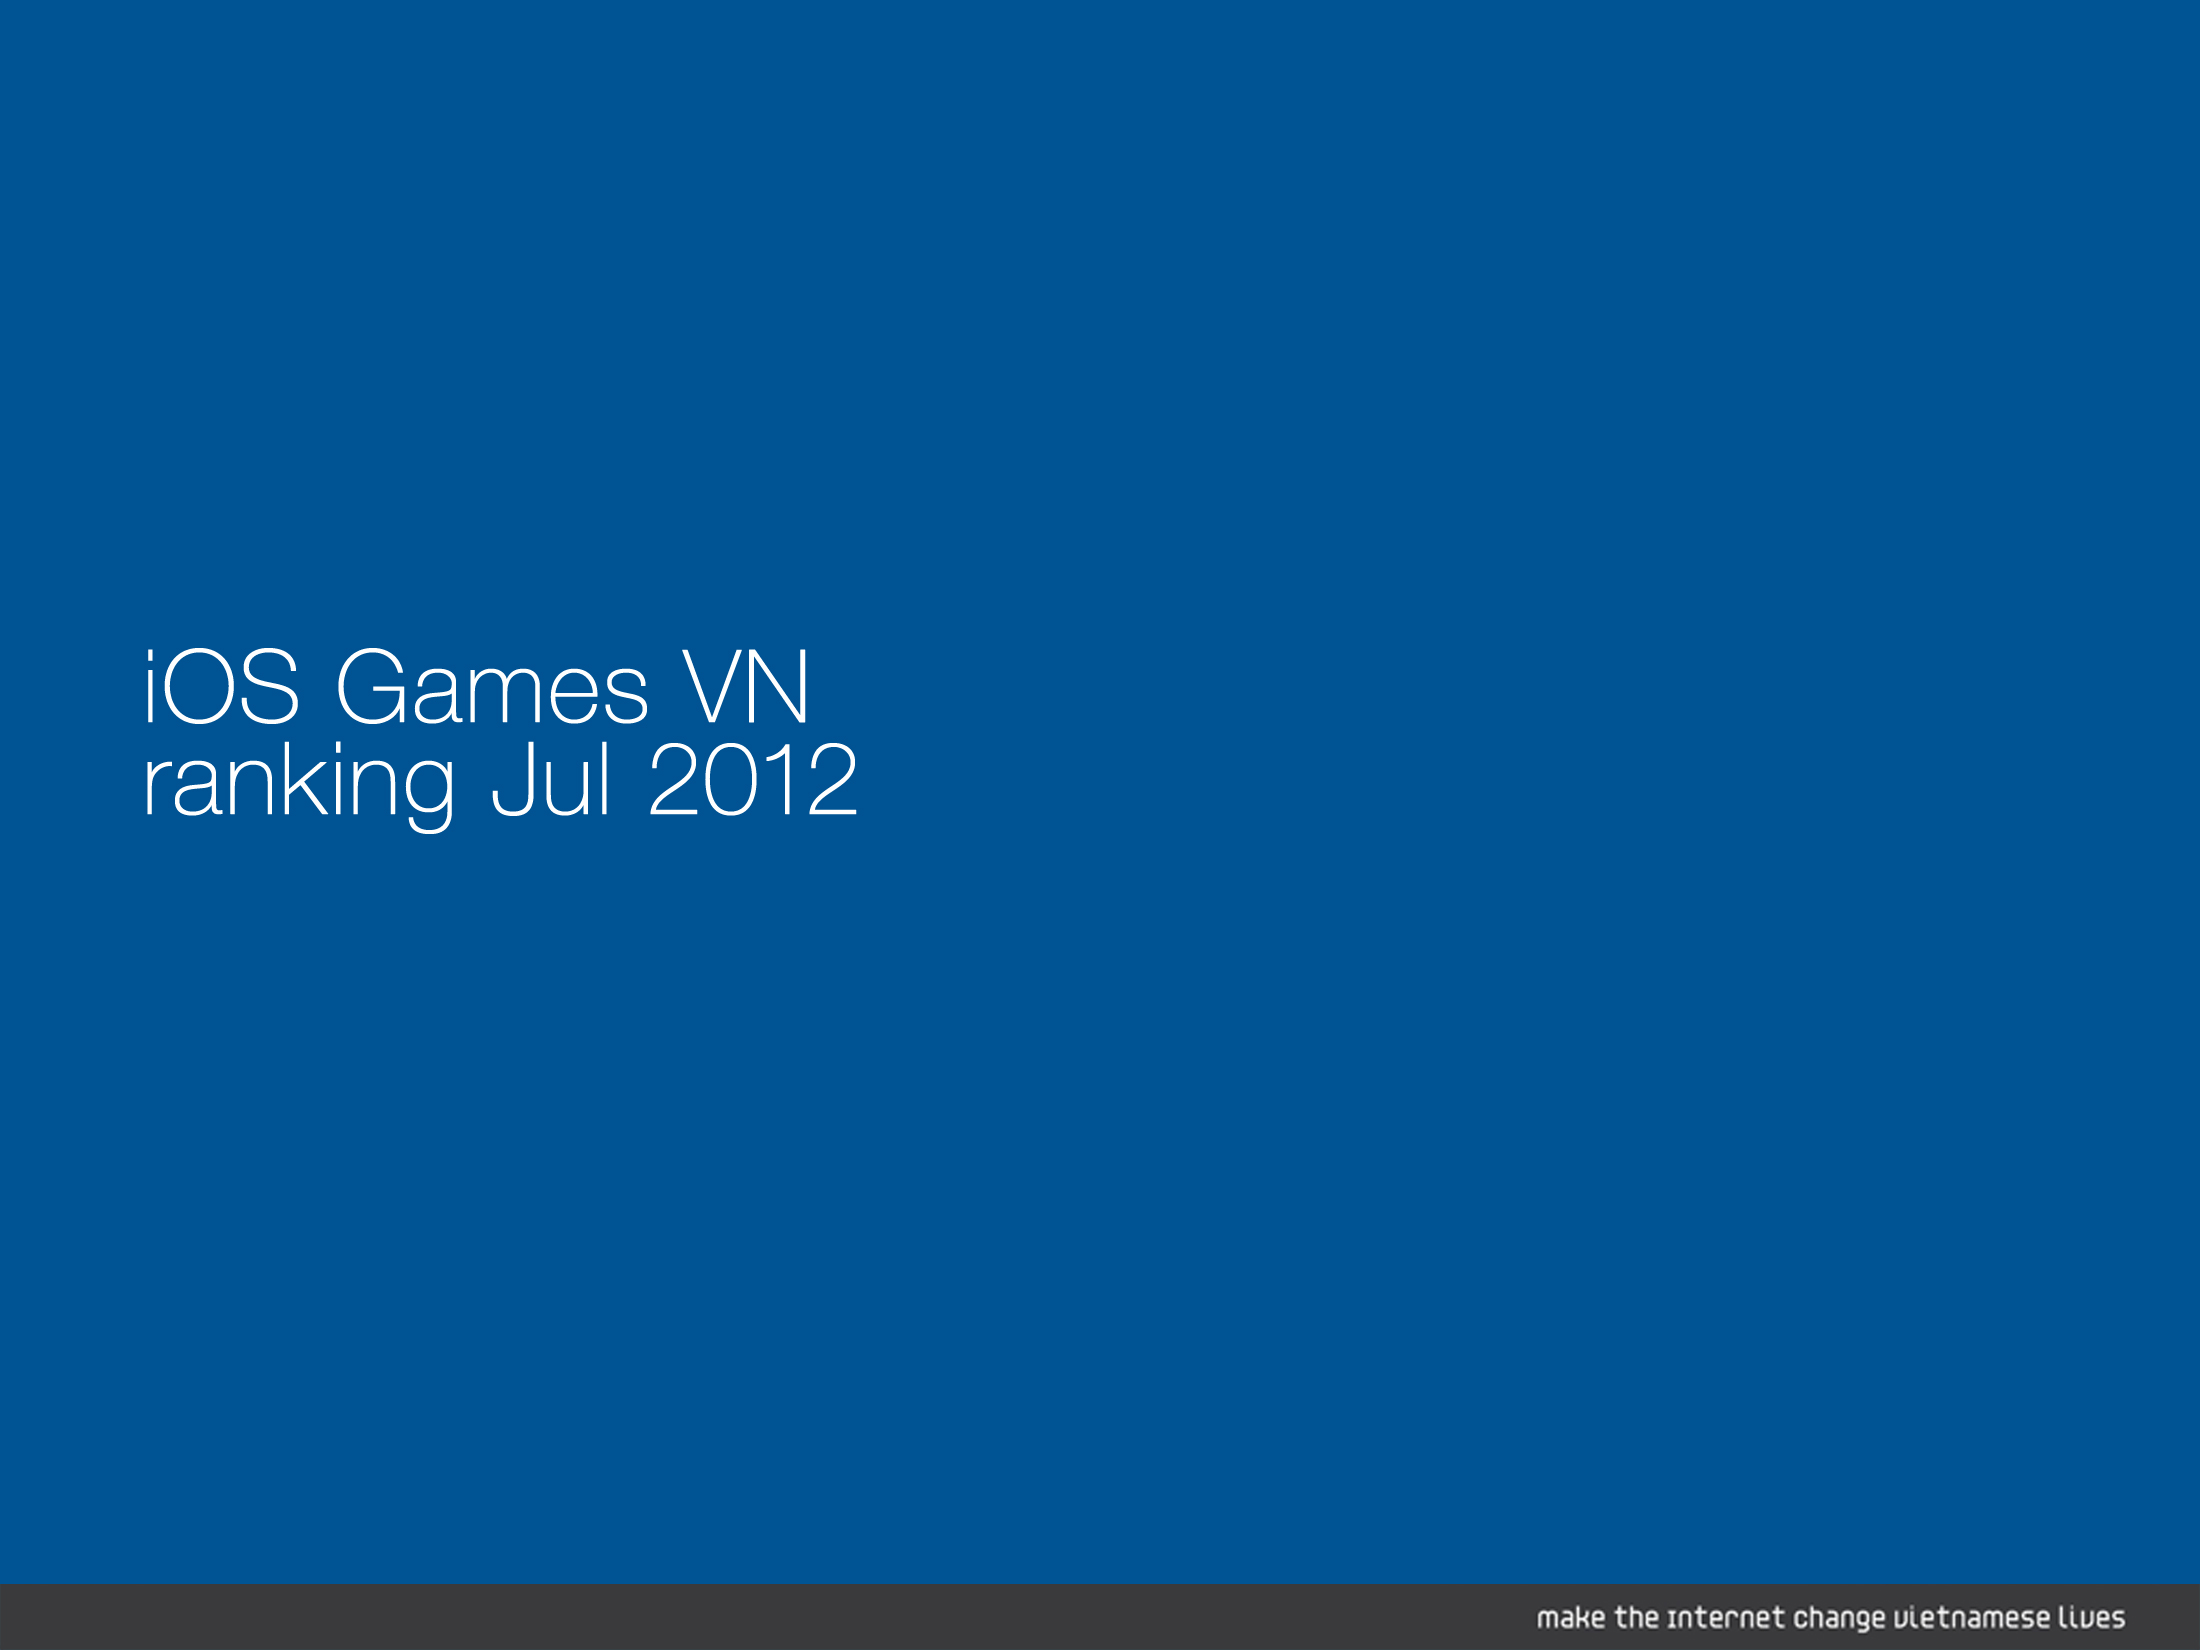 iOS Games VN
ranking Jul 2012
make the Internet change vietnamese lives